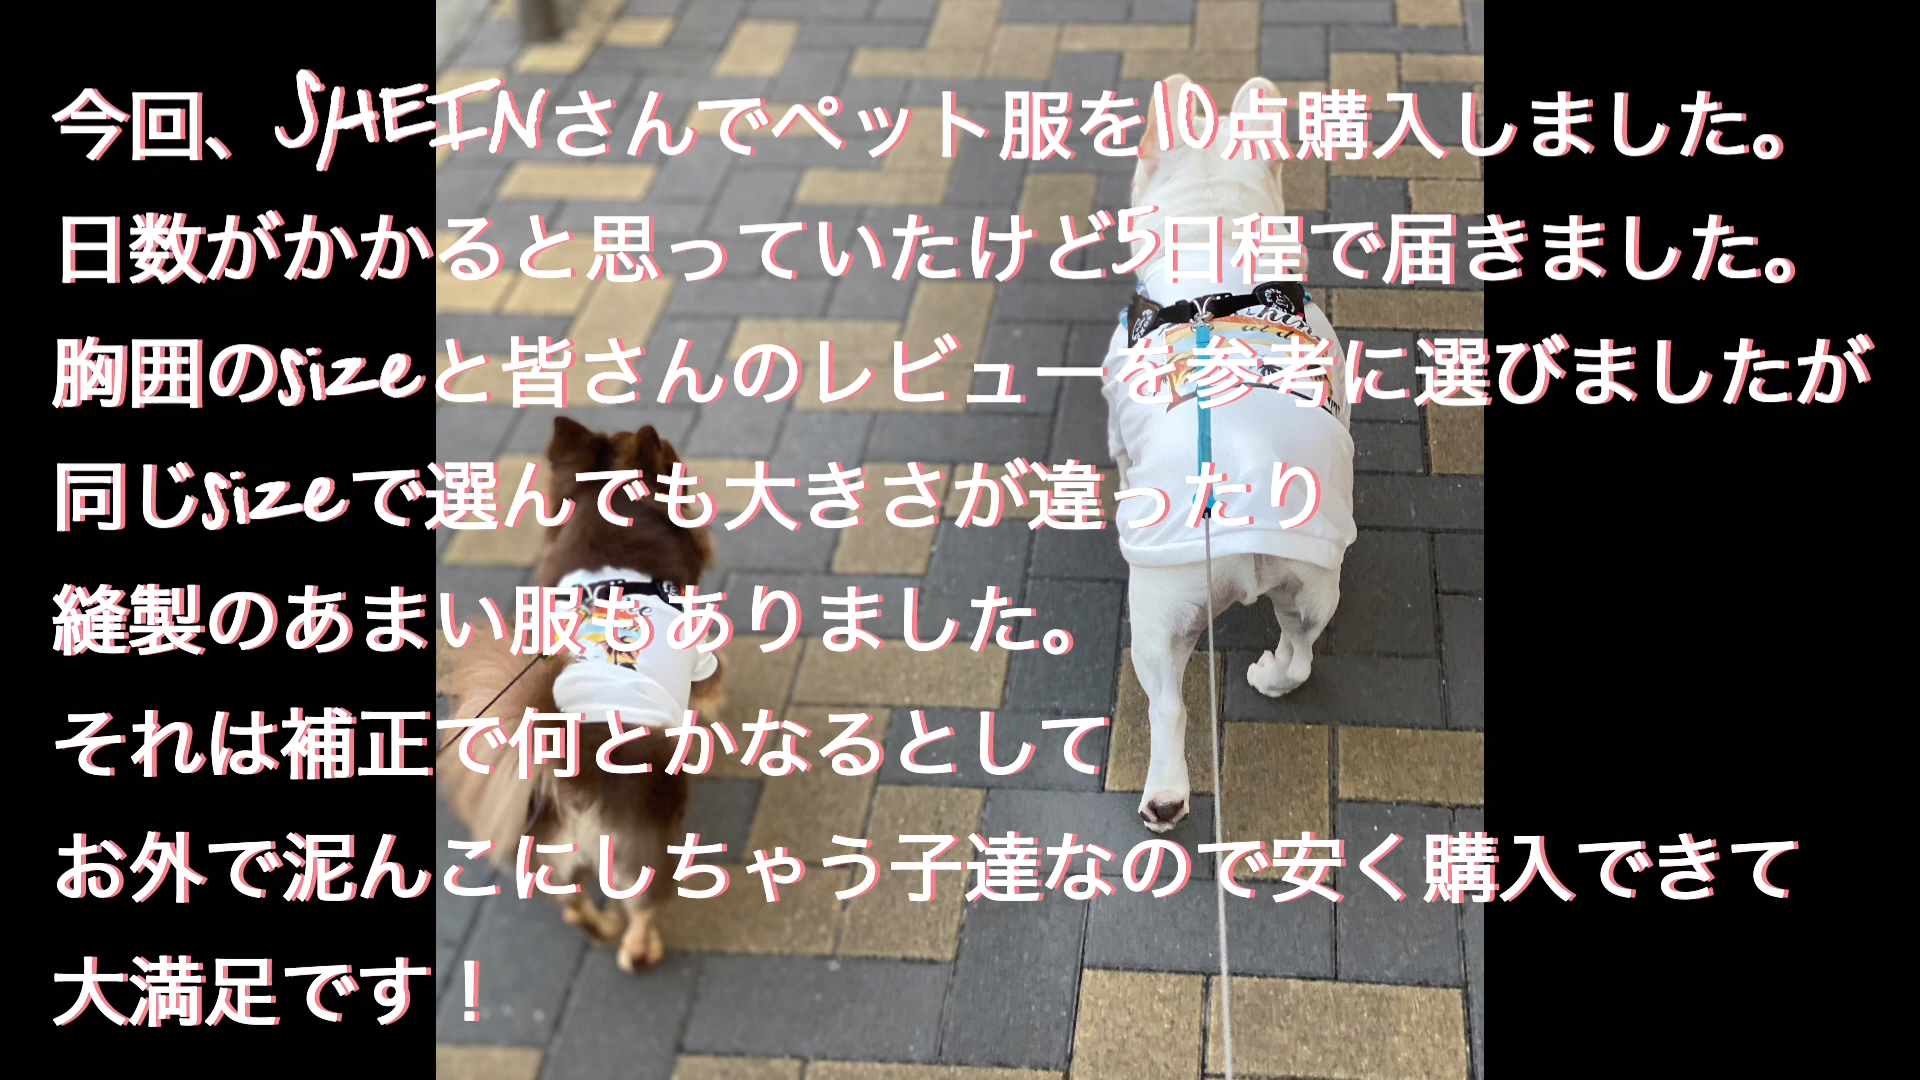 今回、SHEINさんでペット服を10点購入しました。
日数がかかると思っていたけど5日程で届きました。
胸囲のsizeと皆さんのレビューを参考に選びましたが
同じsizeで選んでも大きさが違ったり
縫製のあまい服もありました。
それは補正で何とかなるとして
お外で泥んこにしちゃう子達なので安く購入できて
大満足です！